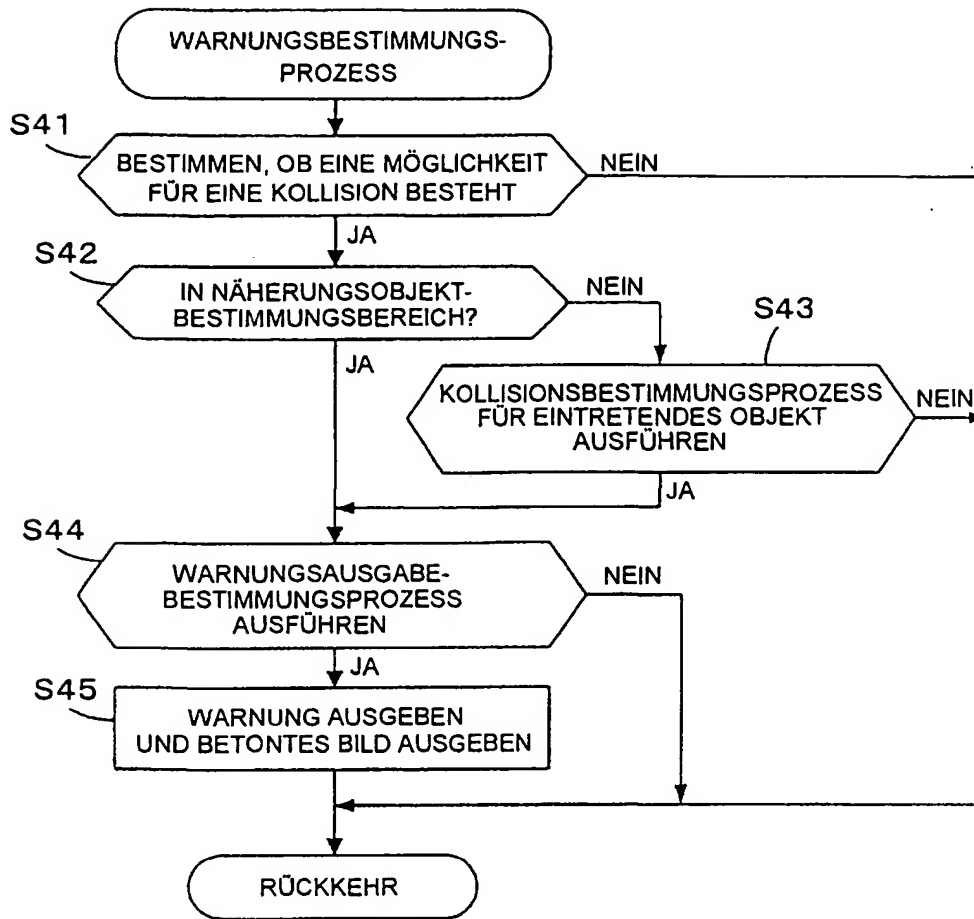 WARNUNGSBESTIMMUNGS-
PROZESS
S41
BESTIMMEN, OB EINE MÖGLICHKEIT
FÜR EINE KOLLISION BESTEHT
NEIN
JA
S42
IN NÄHERUNGSOBJEKT-
BESTIMMUNGSBEREICH?
NEIN
JA
S43
KOLLISIONSBESTIMMUNGSPROZESS
FÜR EINTRETENDES OBJEKT
AUSFÜHREN
NEIN
JA
S44
WARNUNGSAUSGABE-
BESTIMMUNGSPROZESS
AUSFÜHREN
NEIN
JA
S45
WARNUNG AUSGEBEN
UND BETONTES BILD AUSGEBEN
RÜCKKEHR